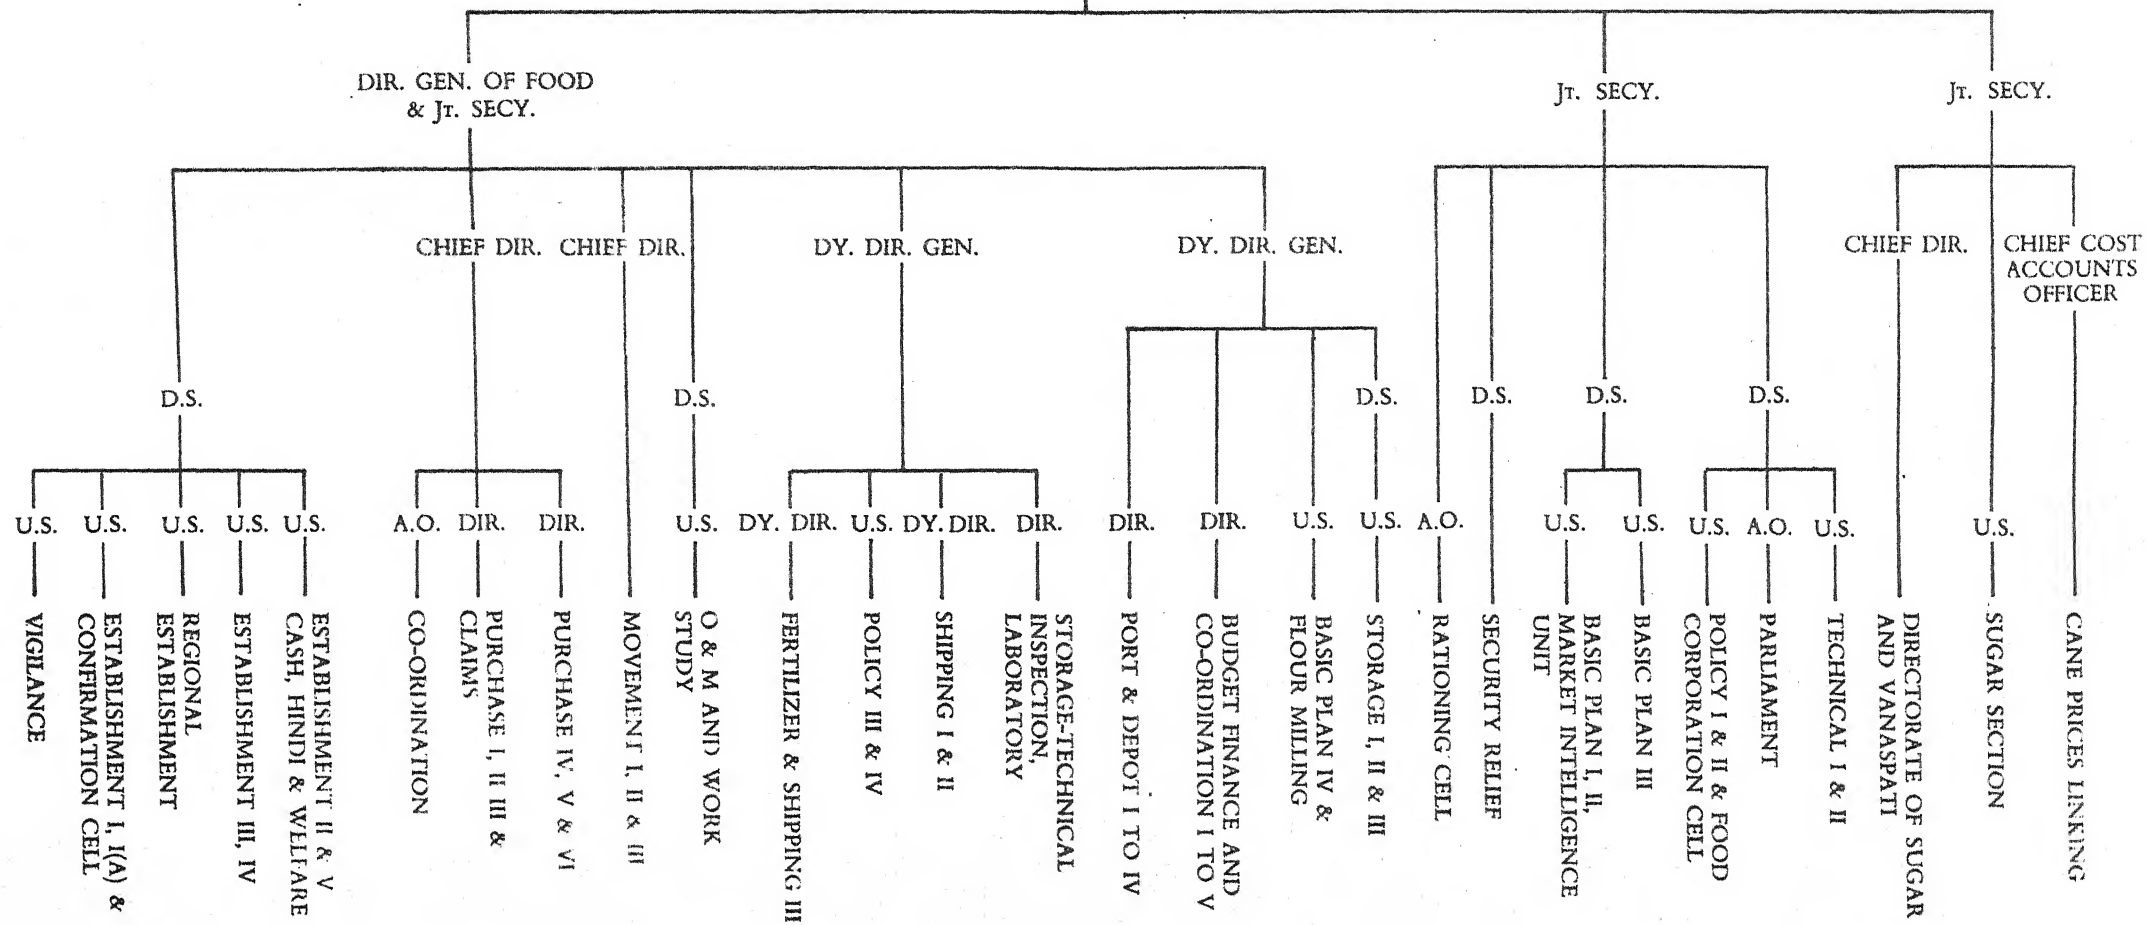 DIR. GEN. OF FOOD
& JT. SECY.
JT. SECY.
JT. SECY.
CHIEF DIR.
CHIEF DIR.
DY. DIR. GEN.
DY. DIR. GEN.
CHIEF DIR.
CHIEF COST
ACCOUNTS
OFFICER
D.S.
D.S.
D.S.
D.S.
D.S.
D.S.
U.S.
U.S.
U.S.
U.S.
U.S.
A.O.
DIR.
DIR.
U.S.
DY. DIR.
U.S.
DY. DIR.
DIR.
DIR.
DIR.
U.S.
U.S.
A.O.
U.S.
U.S.
U.S.
A.O.
U.S.
U.S.
VIGILANCE
ESTABLISHMENT I, I(A) &
CONFIRMATION CELL
REGIONAL
ESTABLISHMENT
ESTABLISHMENT III, IV
ESTABLISHMENT II & V
CASH, HINDI & WELFARE
CO-ORDINATION
PURCHASE I, II III &
CLAIMS
PURCHASE IV, V & VI
MOVEMENT I, II & III
O & M AND WORK
STUDY
FERTILIZER & SHIPPING III
POLICY III & IV
SHIPPING I & II
STORAGE-TECHNICAL
INSPECTION,
LABORATORY
PORT & DEPOT I TO IV
BUDGET FINANCE AND
CO-ORDINATION I TO V
BASIC PLAN IV &
FLOUR MILLING
STORAGE I, II & III
RATIONING CELL
SECURITY RELIEF
BASIC PLAN I, II,
MARKET INTELLIGENCE
UNIT
BASIC PLAN III
POLICY I & II & FOOD
CORPORATION CELL
PARLIAMENT
TECHNICAL I & II
DIRECTORATE OF SUGAR
AND VANASPATI
SUGAR SECTION
CANE PRICES LINKING